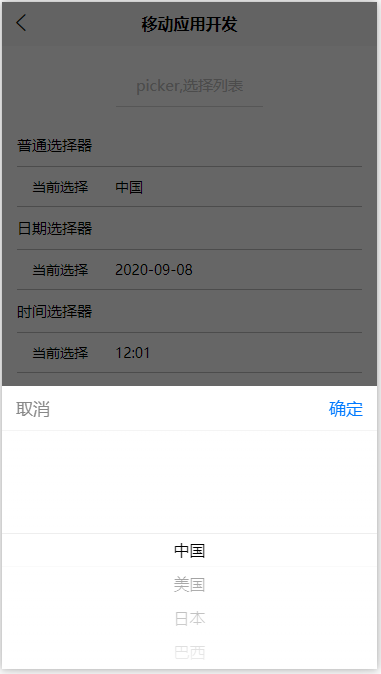 移动应用开发
picker,选择列表
普通选择器
当前选择 中国
日期选择器
当前选择 2020-09-08
时间选择器
当前选择 12:01
取消 确定
中国
美国
日本
巴西